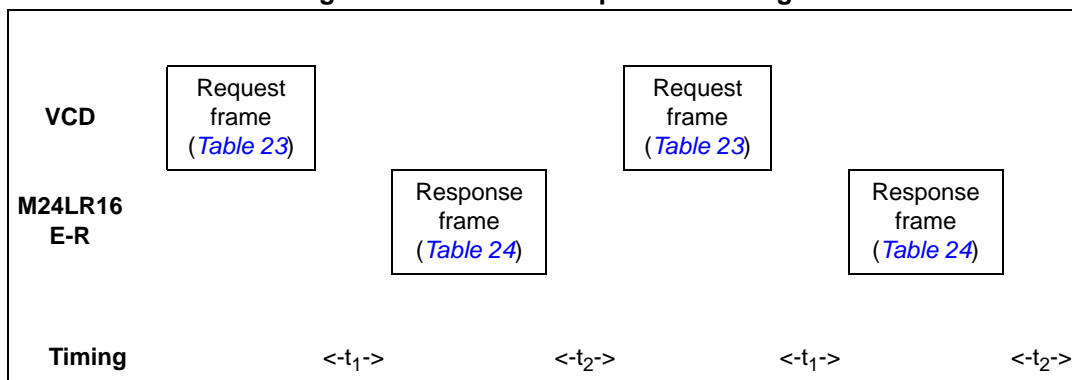 VCD
Request
frame
(Table 23)
Request
frame
(Table 23)
M24LR16
E-R
Response
frame
(Table 24)
Response
frame
(Table 24)
Timing <-t1-> <-t2-> <-t1-> <-t2->